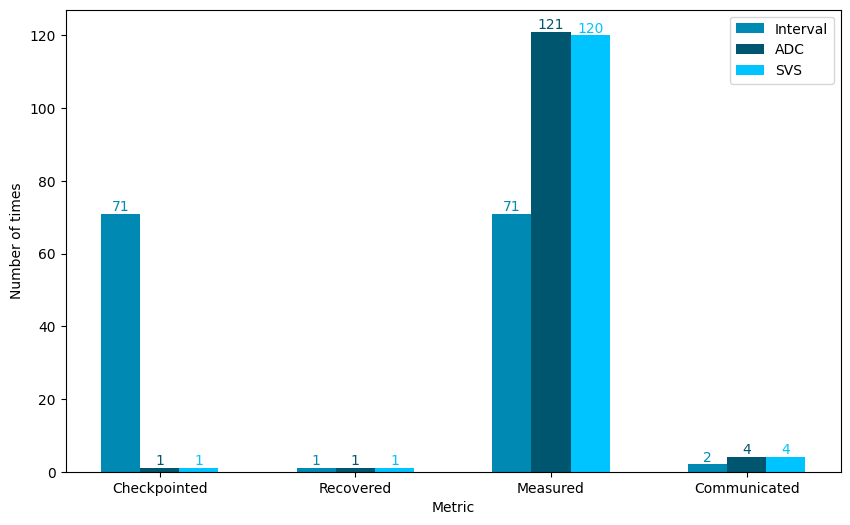 Number of times
120
100
80
60
40
20
0
71
1
1
1
1
1
71
121
120
2
4
4
Interval
ADC
SVS
Checkpointed
Recovered
Measured
Communicated
Metric